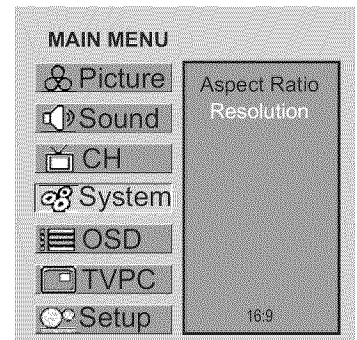 MAIN MENU
Picture
Sound
CH
System
OSD
TVPC
Setup
Aspect Ratio
Resolution
16:9